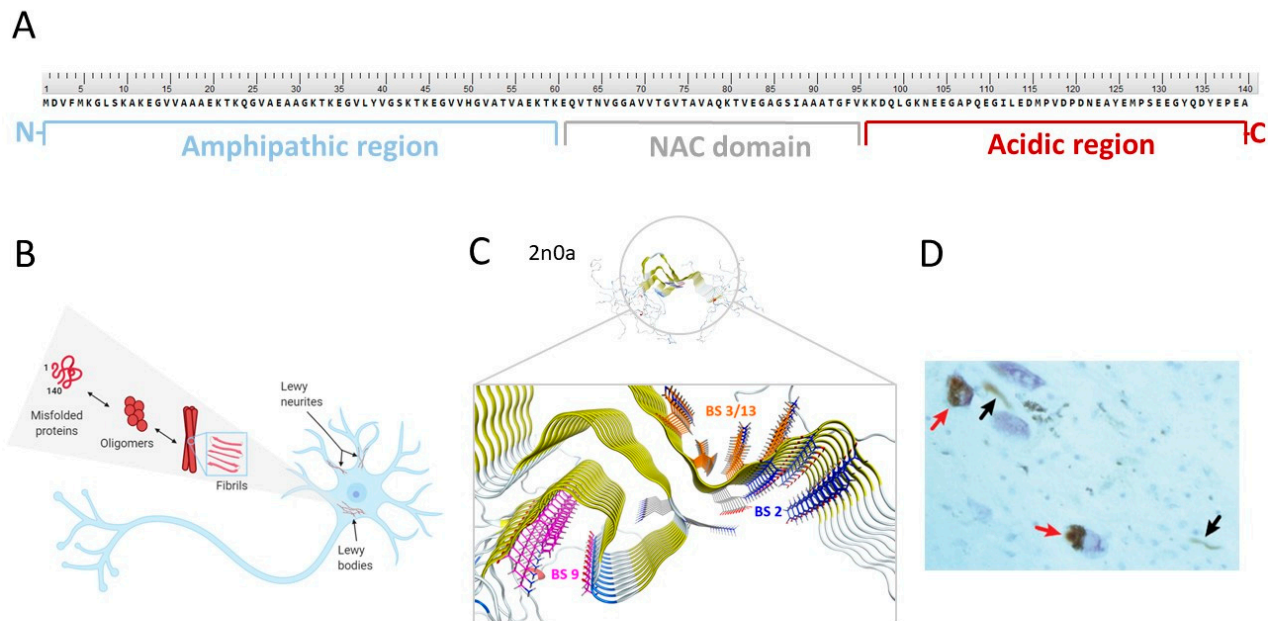 A
1 5 10 15 20 25 30 35 40 45 50 55 60 65 70 75 80 85 90 95 100 105 110 115 120 125 130 135 140
MDVFMKGLSKAKEGVVAAAEKTKQGVAEAAGKTKEGVLYVGSKTKEGVVHGVATVAEKTKEQVTNVGGAVVTGVTAVAQKTVEGAGSIAAATGFVKKDQLGKNEEGAPQEGILEDMPVDPDNEAYEMPSEEGYQDYEPEA
N- -C
Amphipathic region NAC domain Acidic region
B
1
140
Misfolded
proteins
Oligomers
Fibrils
Lewy
neurites
Lewy
bodies
C
2n0a
BS 3/13
BS 2
BS 9
D